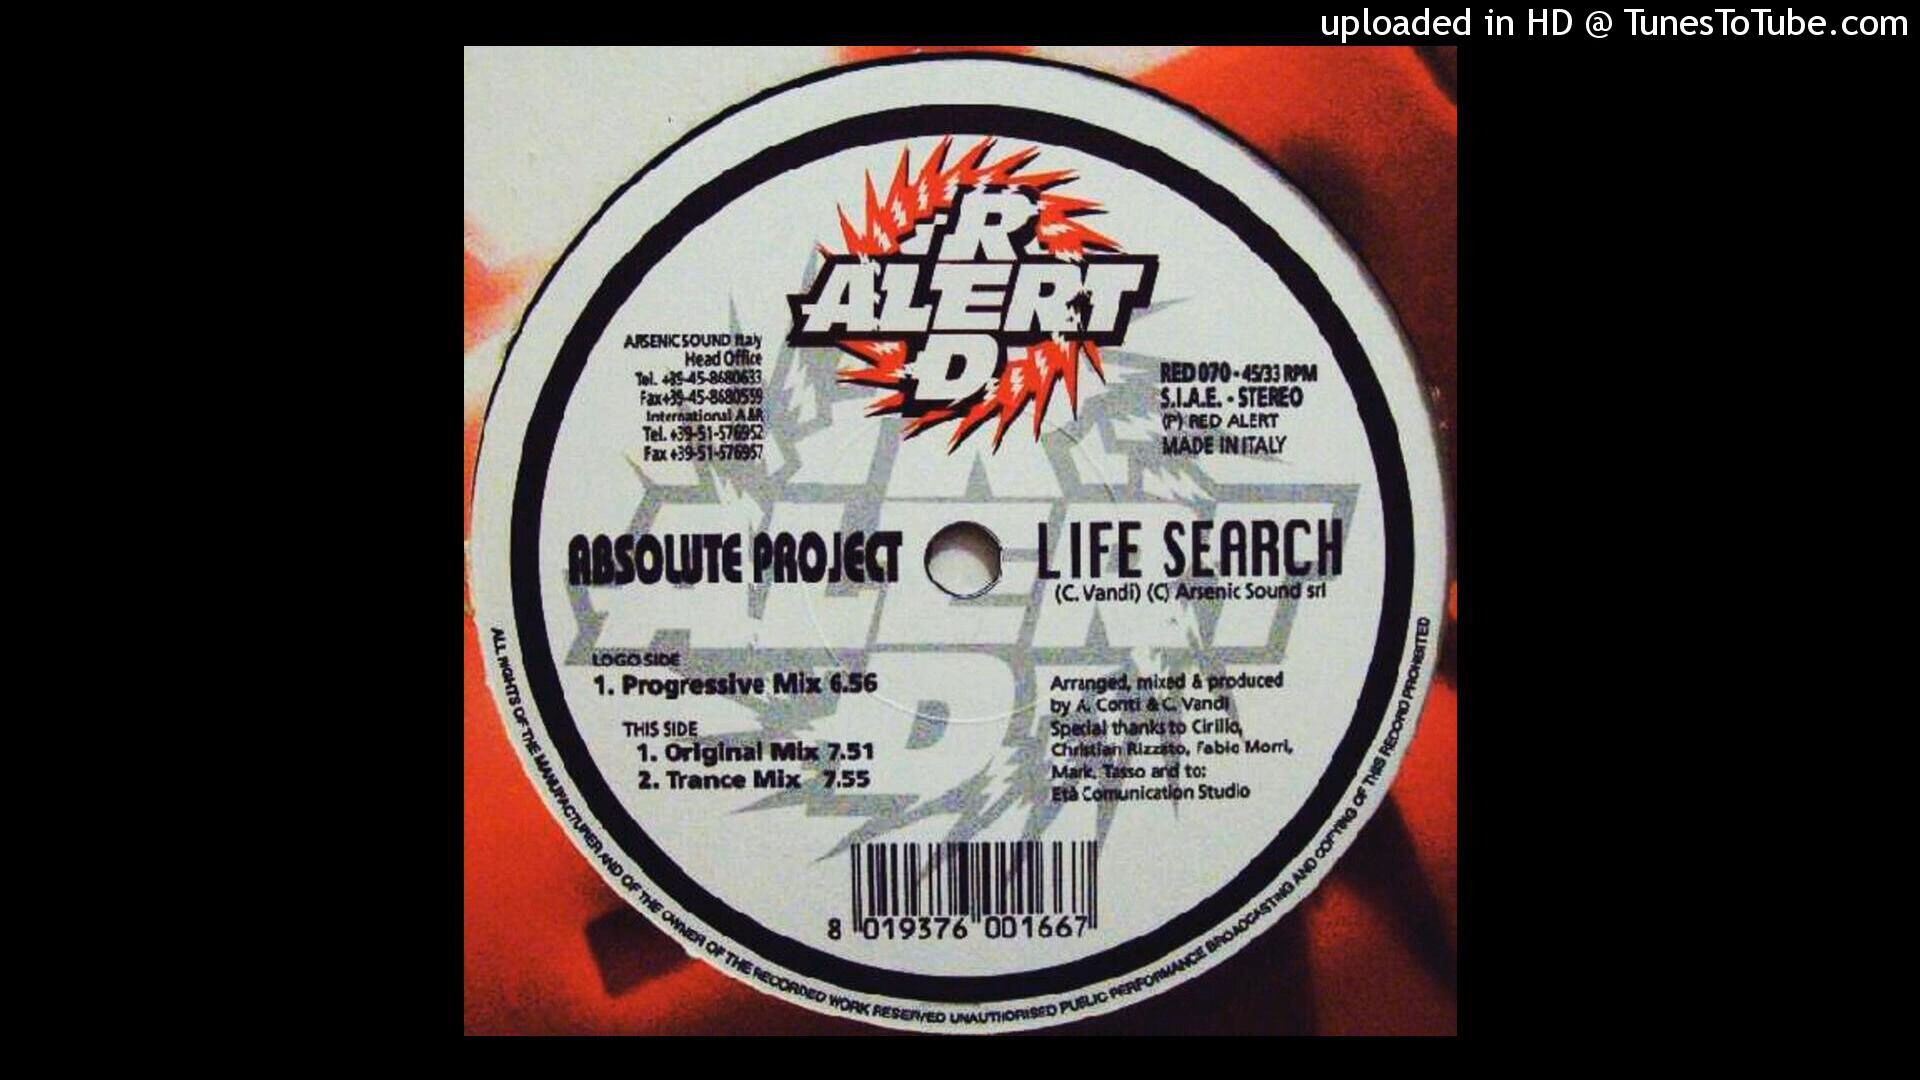 uploaded in HD @ TunesToTube.com
R
ALERT
D
ARSENIC SOUND Italy
Head Office
Tel. +39-45-8680633
Fax+39-45-8680559
International A&R
Tel. +39-51-576952
Fax +39-51-576957
RED 070 - 45/33 RPM
S.I.A.E. - STEREO
(P) RED ALERT
MADE IN ITALY
R
ALERT
D
ABSOLUTE PROJECT
LIFE SEARCH
(C. Vandi) (C) Arsenic Sound srl
LOGO SIDE
1. Progressive Mix 6.56
THIS SIDE
1. Original Mix 7.51
2. Trance Mix 7.55
Arranged, mixed & produced
by A. Conti & C. Vandi
Special thanks to Cirillo,
Christian Rizzato, Fabio Morri,
Mark, Tasso and to:
Età Comunication Studio
8 019376 001667
ALL RIGHTS OF THE MANUFACTURER AND OF THE OWNER OF THE RECORDED WORK RESERVED UNAUTHORISED PUBLIC PERFORMANCE BROADCASTING AND COPYING OF THIS RECORD PROHIBITED